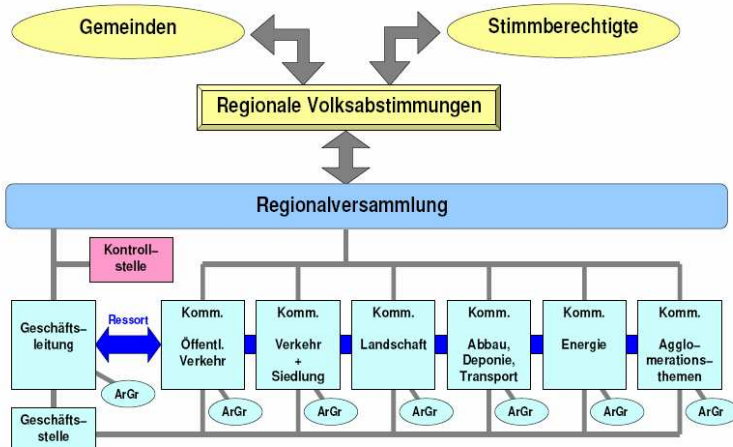 Gemeinden
Stimmberechtigte
Regionale Volksabstimmungen
Regionalversammlung
Kontroll–
stelle
Geschäfts–
leitung
Ressort
Komm.
Öffentl.
Verkehr
Komm.
Verkehr
+
Siedlung
Komm.
Landschaft
Komm.
Abbau,
Deponie,
Transport
Komm.
Energie
Komm.
Agglo–
merations–
themen
ArGr
ArGr
ArGr
ArGr
ArGr
ArGr
ArGr
Geschäfts–
stelle